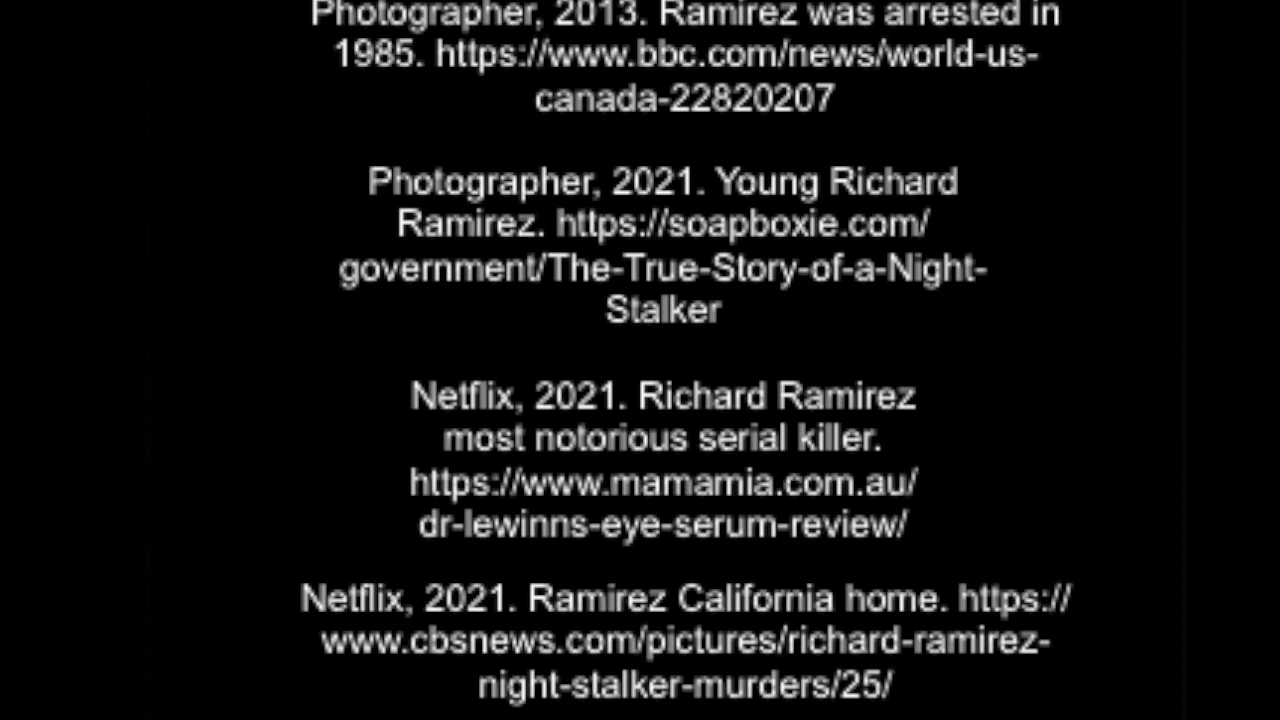 Photographer, 2013. Ramirez was arrested in
1985. https://www.bbc.com/news/world-us-
canada-22820207
Photographer, 2021. Young Richard
Ramirez. https://soapboxie.com/
government/The-True-Story-of-a-Night-
Stalker
Netflix, 2021. Richard Ramirez
most notorious serial killer.
https://www.mamamia.com.au/
dr-lewinns-eye-serum-review/
Netflix, 2021. Ramirez California home. https://
www.cbsnews.com/pictures/richard-ramirez-
night-stalker-murders/25/